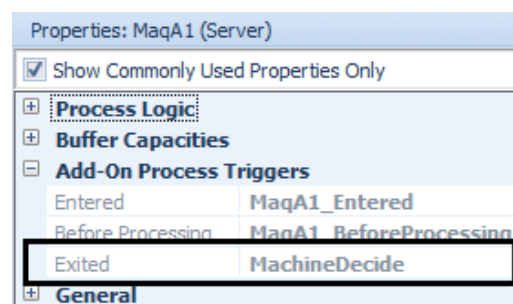 Properties: MaqA1 (Server)
Show Commonly Used Properties Only
Process Logic
Buffer Capacities
Add-On Process Triggers
Entered MaqA1_Entered
Before Processing MaqA1_BeforeProcessing
Exited MachineDecide
General